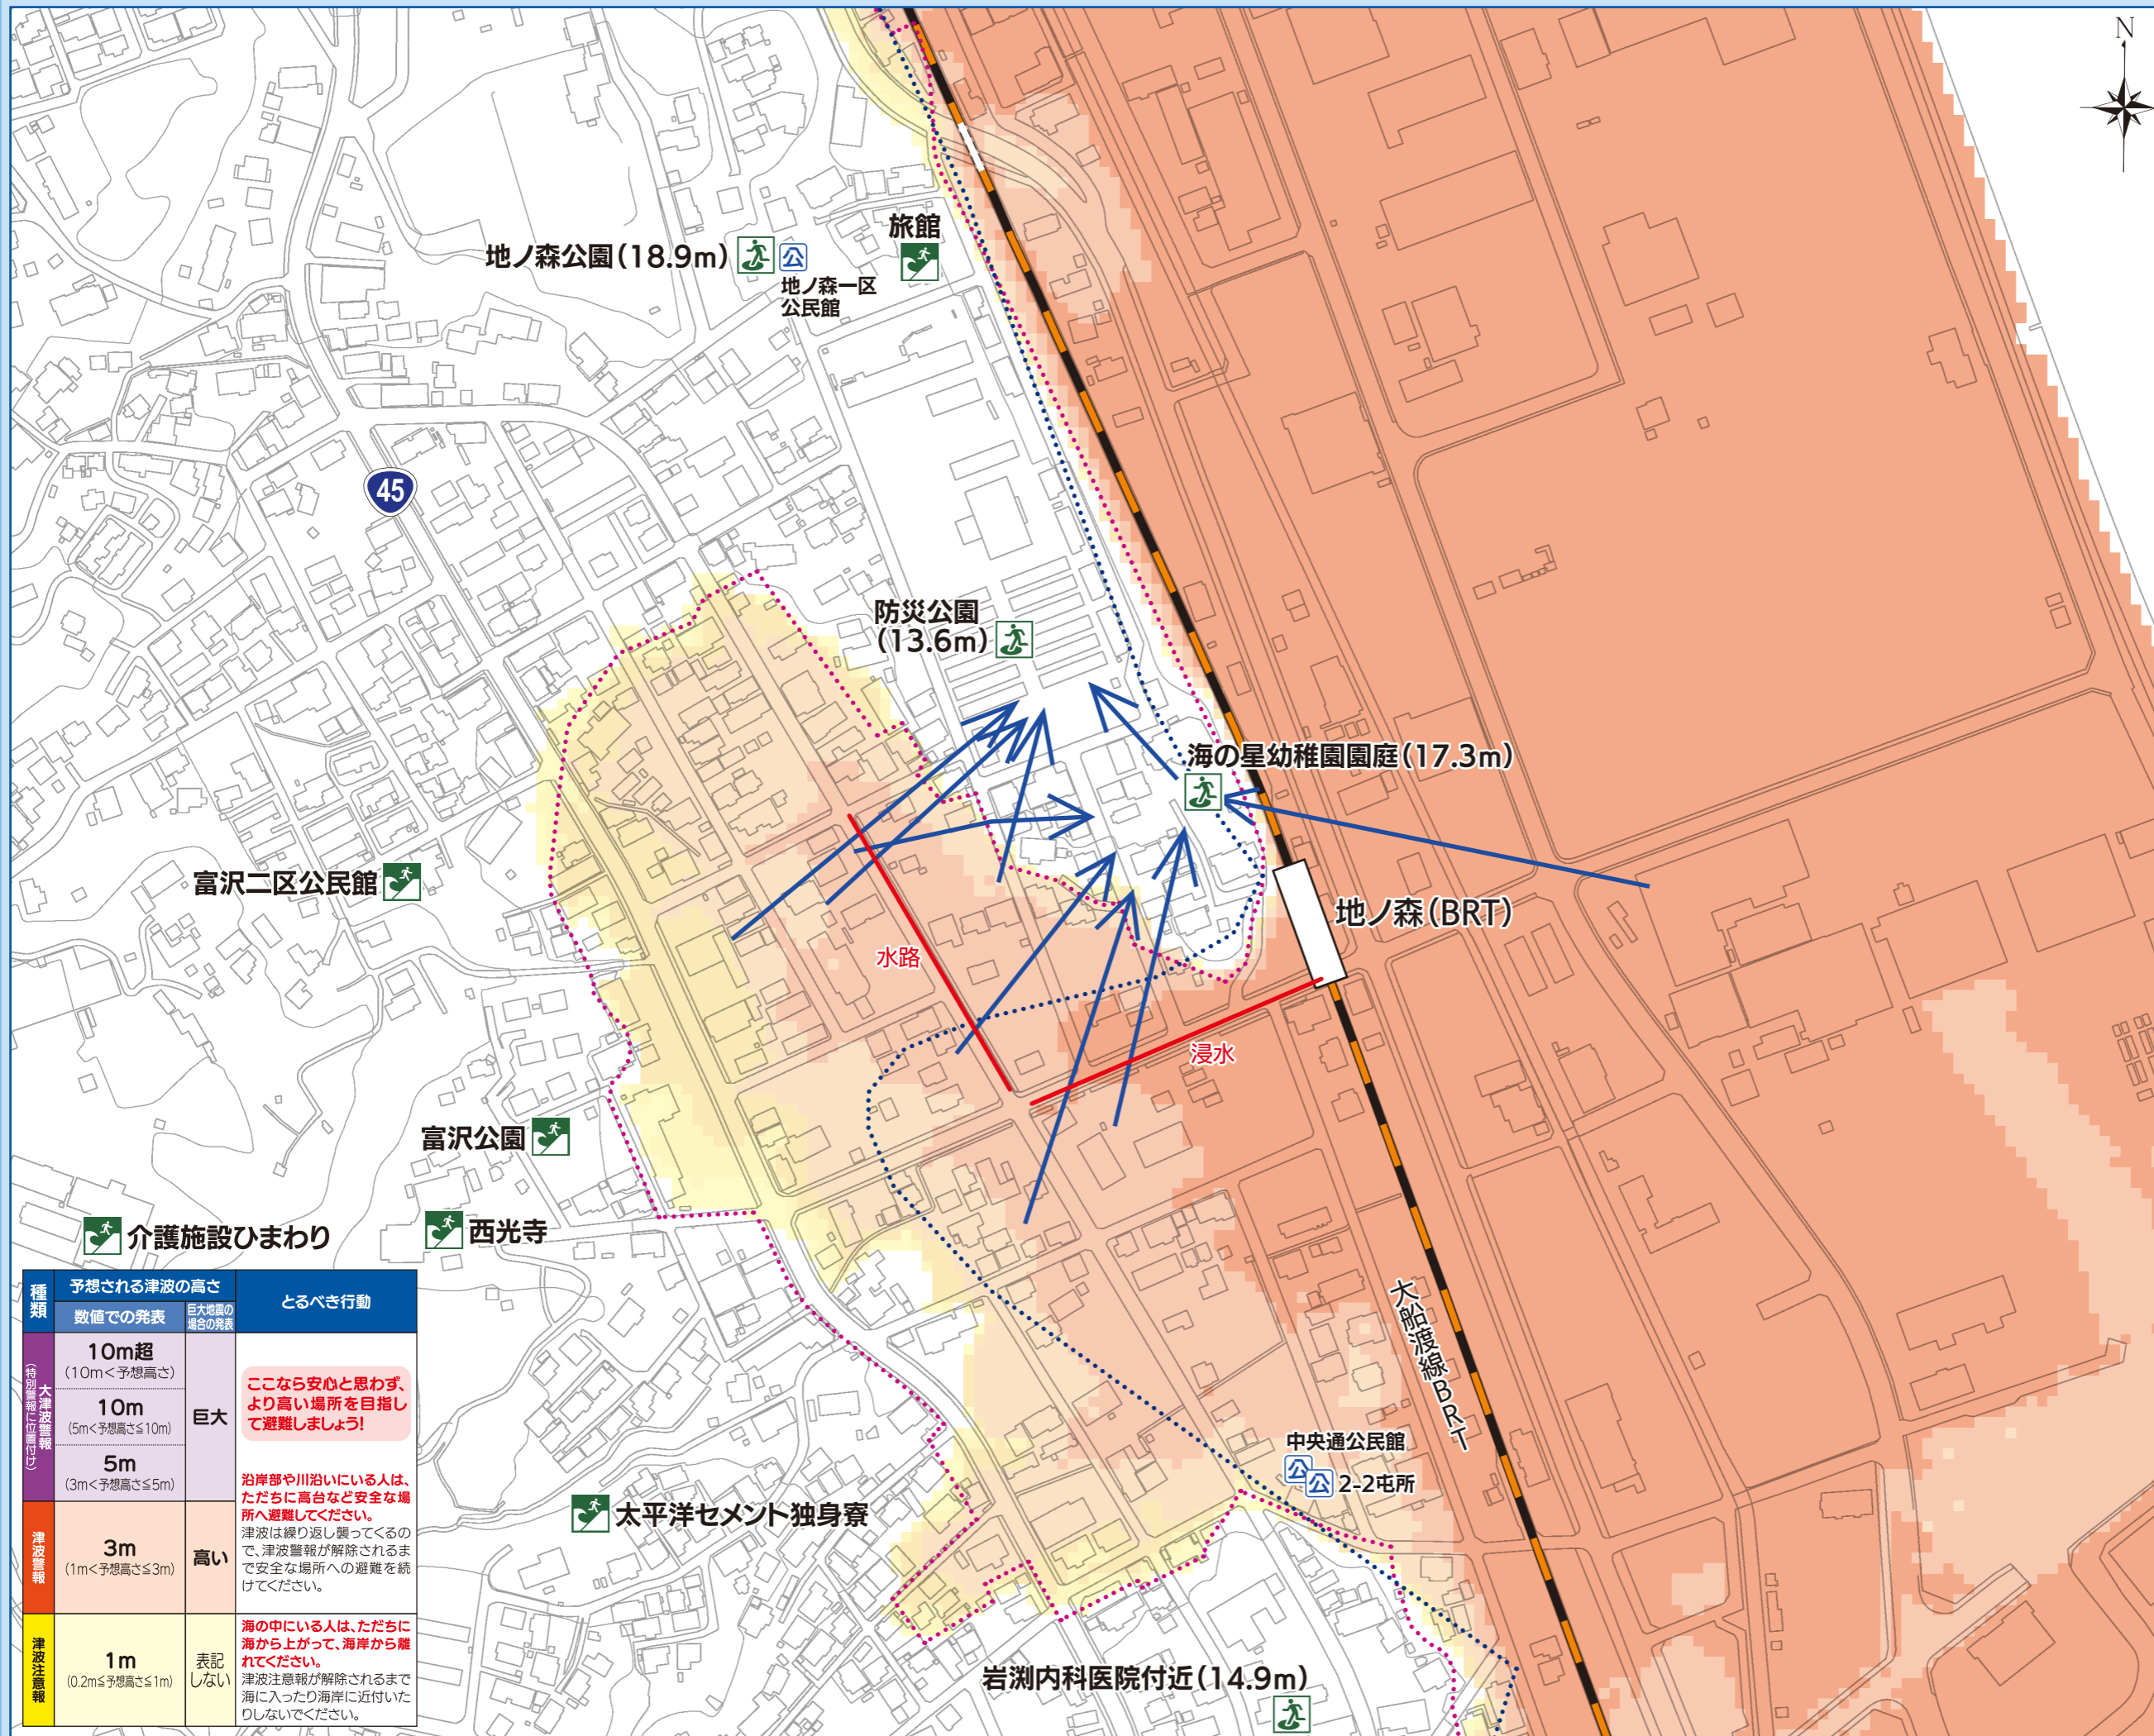 N
旅館
地ノ森公園(18.9m)
公
地ノ森一区
公民館
45
防災公園
(13.6m)
海の星幼稚園園庭(17.3m)
富沢二区公民館
地ノ森(BRT)
水路
浸水
富沢公園
介護施設ひまわり
西光寺
大船渡線BRT
中央通公民館
公
公
2-2屯所
太平洋セメント独身寮
岩渕内科医院付近(14.9m)
種類
予想される津波の高さ
とるべき行動
数値での発表
巨大地震の
場合の発表
大津波警報
(特別警報に位置付け)
10m超
(10m<予想高さ)
10m
(5m<予想高さ≦10m)
5m
(3m<予想高さ≦5m)
巨大
ここなら安心と思わず、
より高い場所を目指し
て避難しましょう!
沿岸部や川沿いにいる人は、
ただちに高台など安全な場
所へ避難してください。
津波は繰り返し襲ってくるの
で、津波警報が解除されるま
で安全な場所への避難を続
けてください。
津波警報
3m
(1m<予想高さ≦3m)
高い
津波注意報
1m
(0.2m≦予想高さ≦1m)
表記
しない
海の中にいる人は、ただちに
海から上がって、海岸から離
れてください。
津波注意報が解除されるまで
海に入ったり海岸に近付いた
りしないでください。